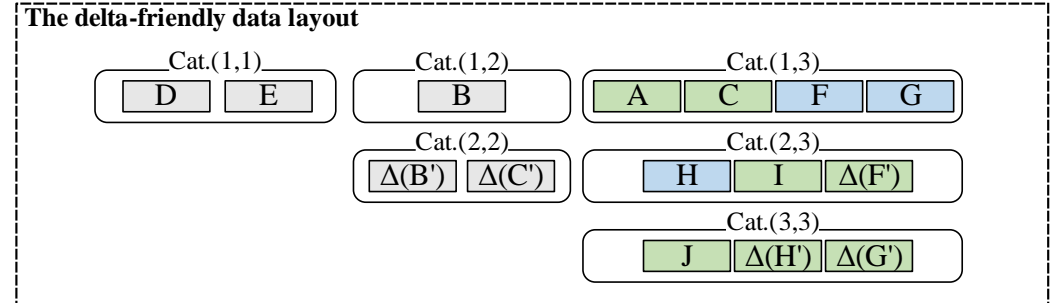 The delta-friendly data layout
Cat.(1,1) Cat.(1,2) Cat.(1,3)
D E B A C F G
Cat.(2,2) Cat.(2,3)
Δ(B') Δ(C') H I Δ(F')
Cat.(3,3)
J Δ(H') Δ(G')